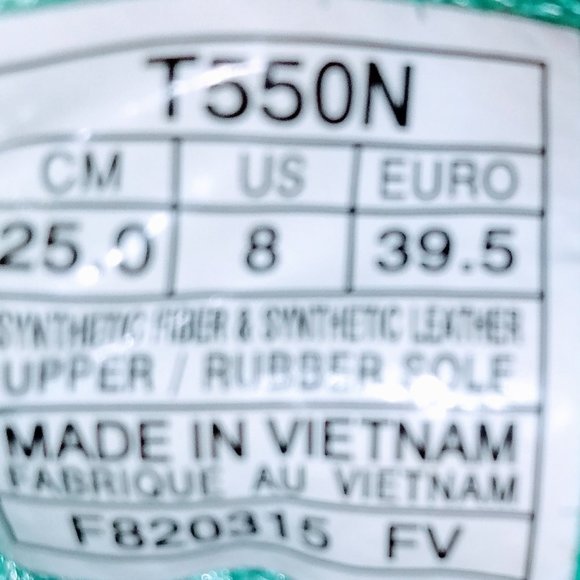 T550N
CM US EURO
25.0 8 39.5
SYNTHETIC FIBER & SYNTHETIC LEATHER
UPPER / RUBBER SOLE
MADE IN VIETNAM
FABRIQUE AU VIETNAM
F820315 FV